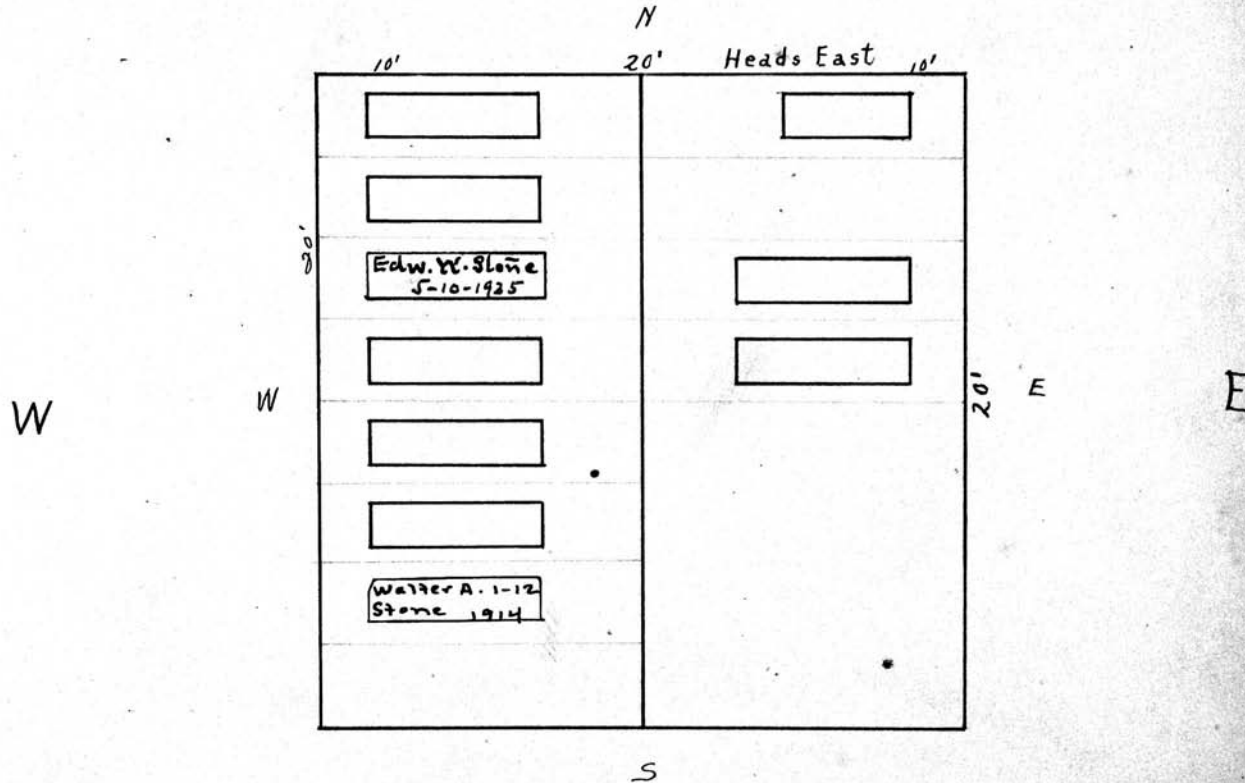 N
10' 20' Heads East 10'
20'
Edw. W. Stone
5-10-1925
W W 20' E E
Walter A. 1-12
Stone 1914
S